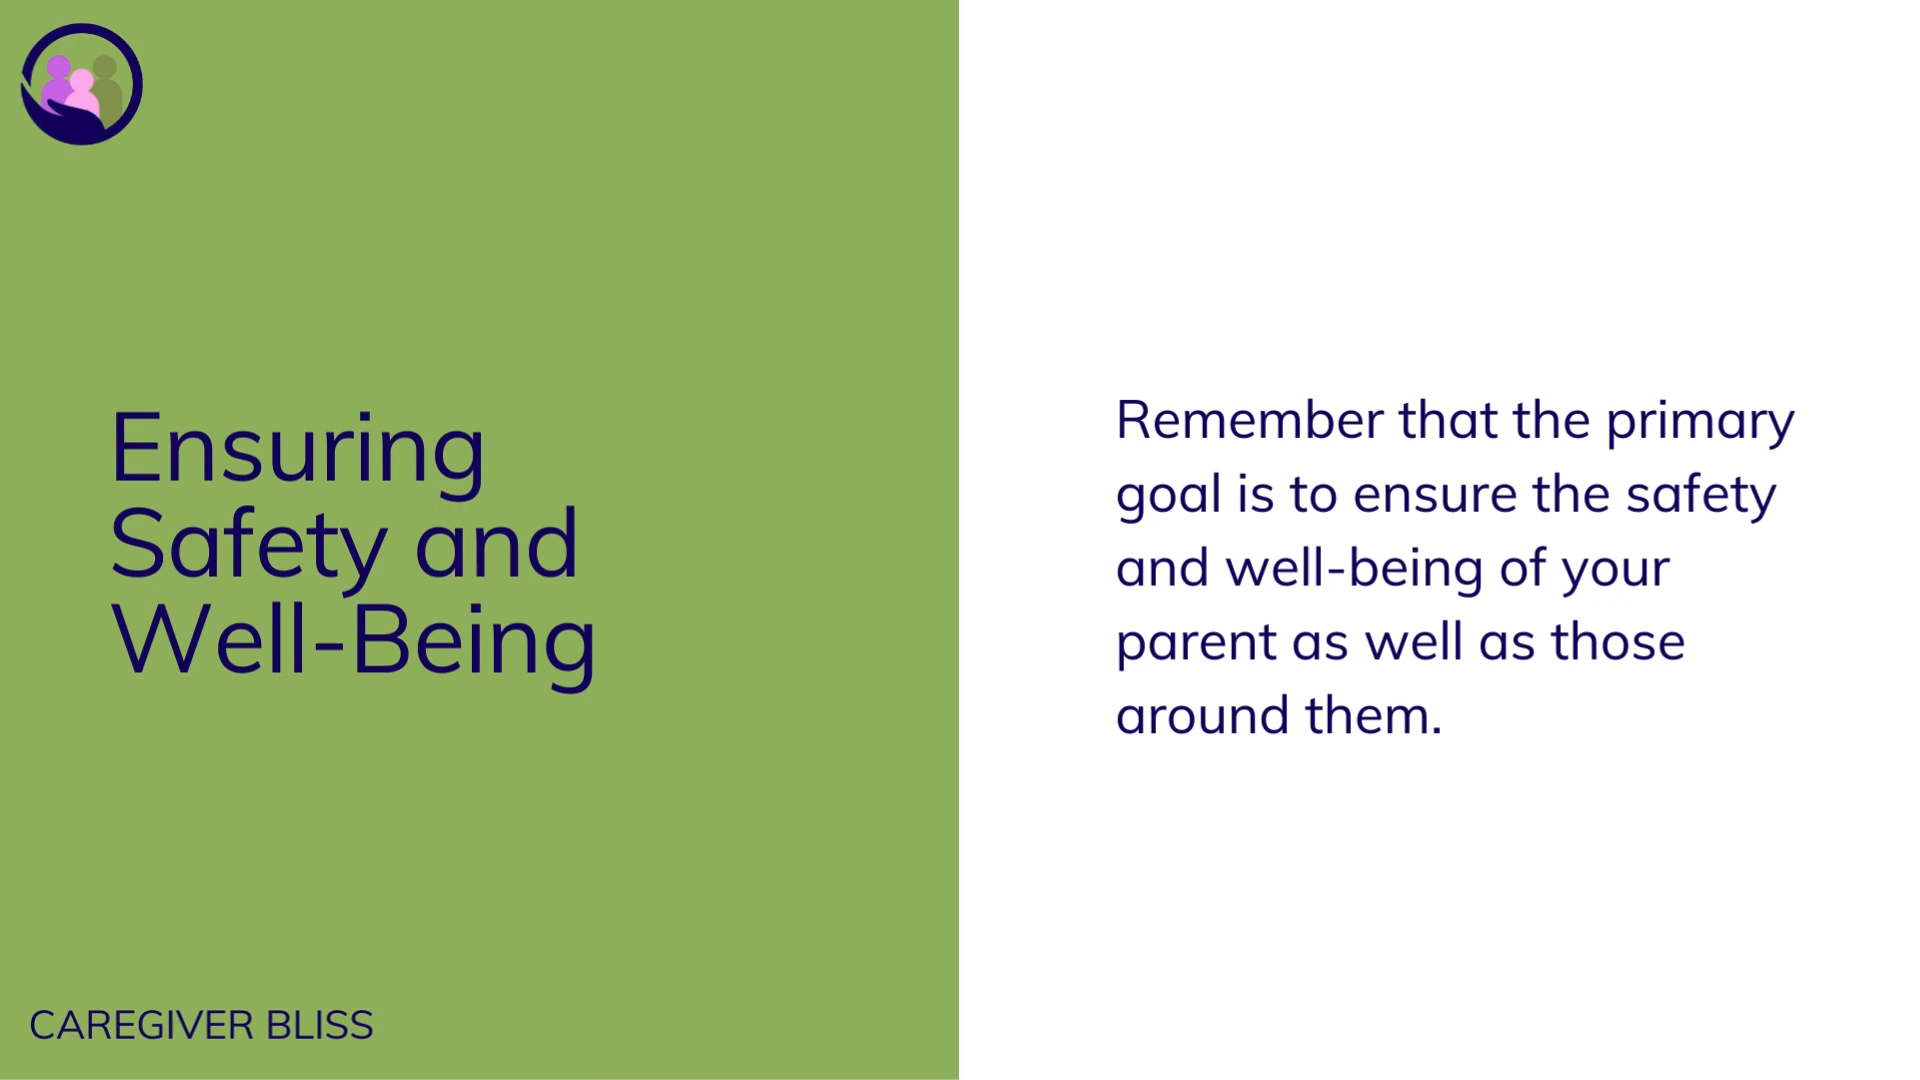 Ensuring
Safety and
Well-Being
Remember that the primary
goal is to ensure the safety
and well-being of your
parent as well as those
around them.
CAREGIVER BLISS